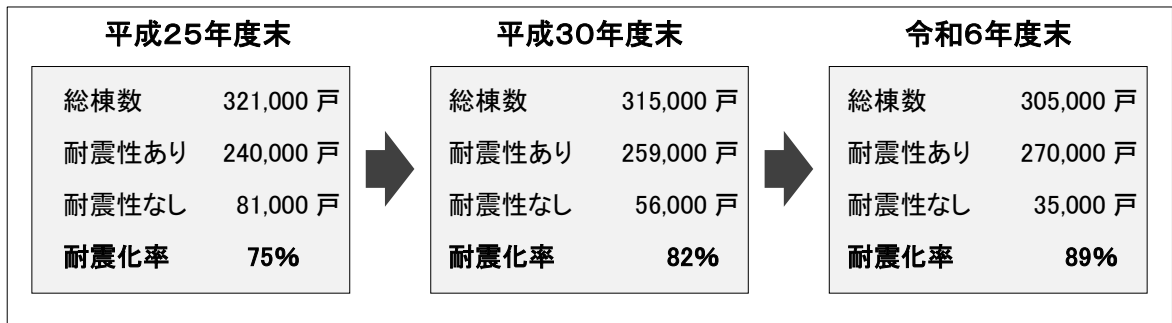 平成25年度末
総棟数 321,000 戸
耐震性あり 240,000 戸
耐震性なし 81,000 戸
耐震化率 75%
平成30年度末
総棟数 315,000 戸
耐震性あり 259,000 戸
耐震性なし 56,000 戸
耐震化率 82%
令和6年度末
総棟数 305,000 戸
耐震性あり 270,000 戸
耐震性なし 35,000 戸
耐震化率 89%